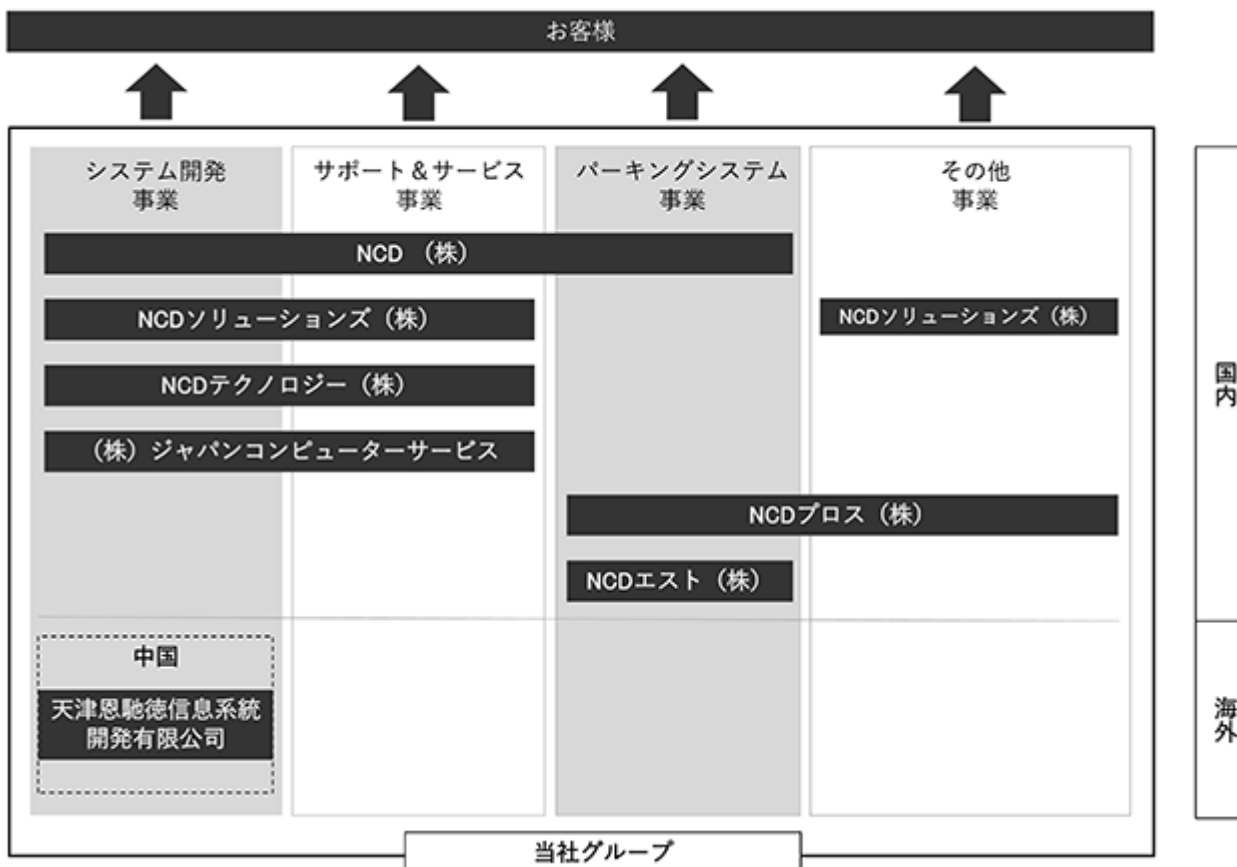 お客様
システム開発
事業
サポート＆サービス
事業
パーキングシステム
事業
その他
事業
NCD （株）
NCDソリューションズ（株）
NCDソリューションズ（株）
NCDテクノロジー（株）
（株）ジャパンコンピューターサービス
NCDプロス（株）
NCDエスト（株）
国内
中国
天津恩馳徳信息系統
開発有限公司
海外
当社グループ